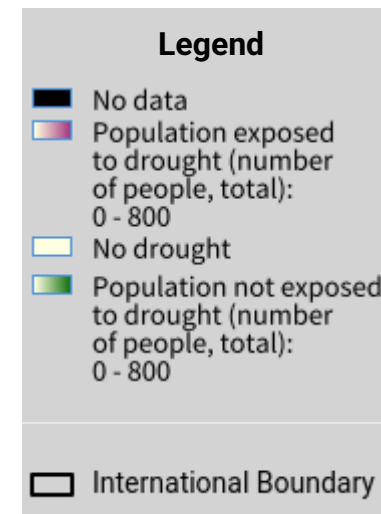 Legend
No data
Population exposed
to drought (number
of people, total):
0 - 800
No drought
Population not exposed
to drought (number
of people, total):
0 - 800
International Boundary